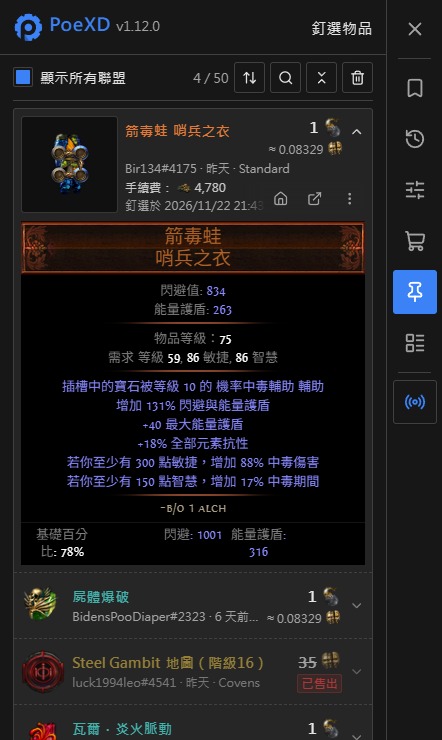 PoeXD v1.12.0
釘選物品
顯示所有聯盟
4 / 50
箭毒蛙 哨兵之衣
1
≈ 0.08329
Bir134#4175 · 昨天 · Standard
手續費： 4,780
釘選於 2026/11/22 21:43
箭毒蛙
哨兵之衣
閃避值: 834
能量護盾: 263
物品等級：75
需求 等級 59, 86 敏捷, 86 智慧
插槽中的寶石被等級 10 的 機率中毒輔助 輔助
增加 131% 閃避與能量護盾
+40 最大能量護盾
+18% 全部元素抗性
若你至少有 300 點敏捷，增加 88% 中毒傷害
若你至少有 150 點智慧，增加 17% 中毒期間
~B/O 1 ALCH
基礎百分比: 78%
閃避: 1001 能量護盾: 316
屍體爆破
1
BidensPooDiaper#2323 · 6 天前...
≈ 0.08329
Steel Gambit 地圖（階級16）
35
luck1994leo#4541 · 昨天 · Covens
已售出
瓦爾．炎火脈動
1